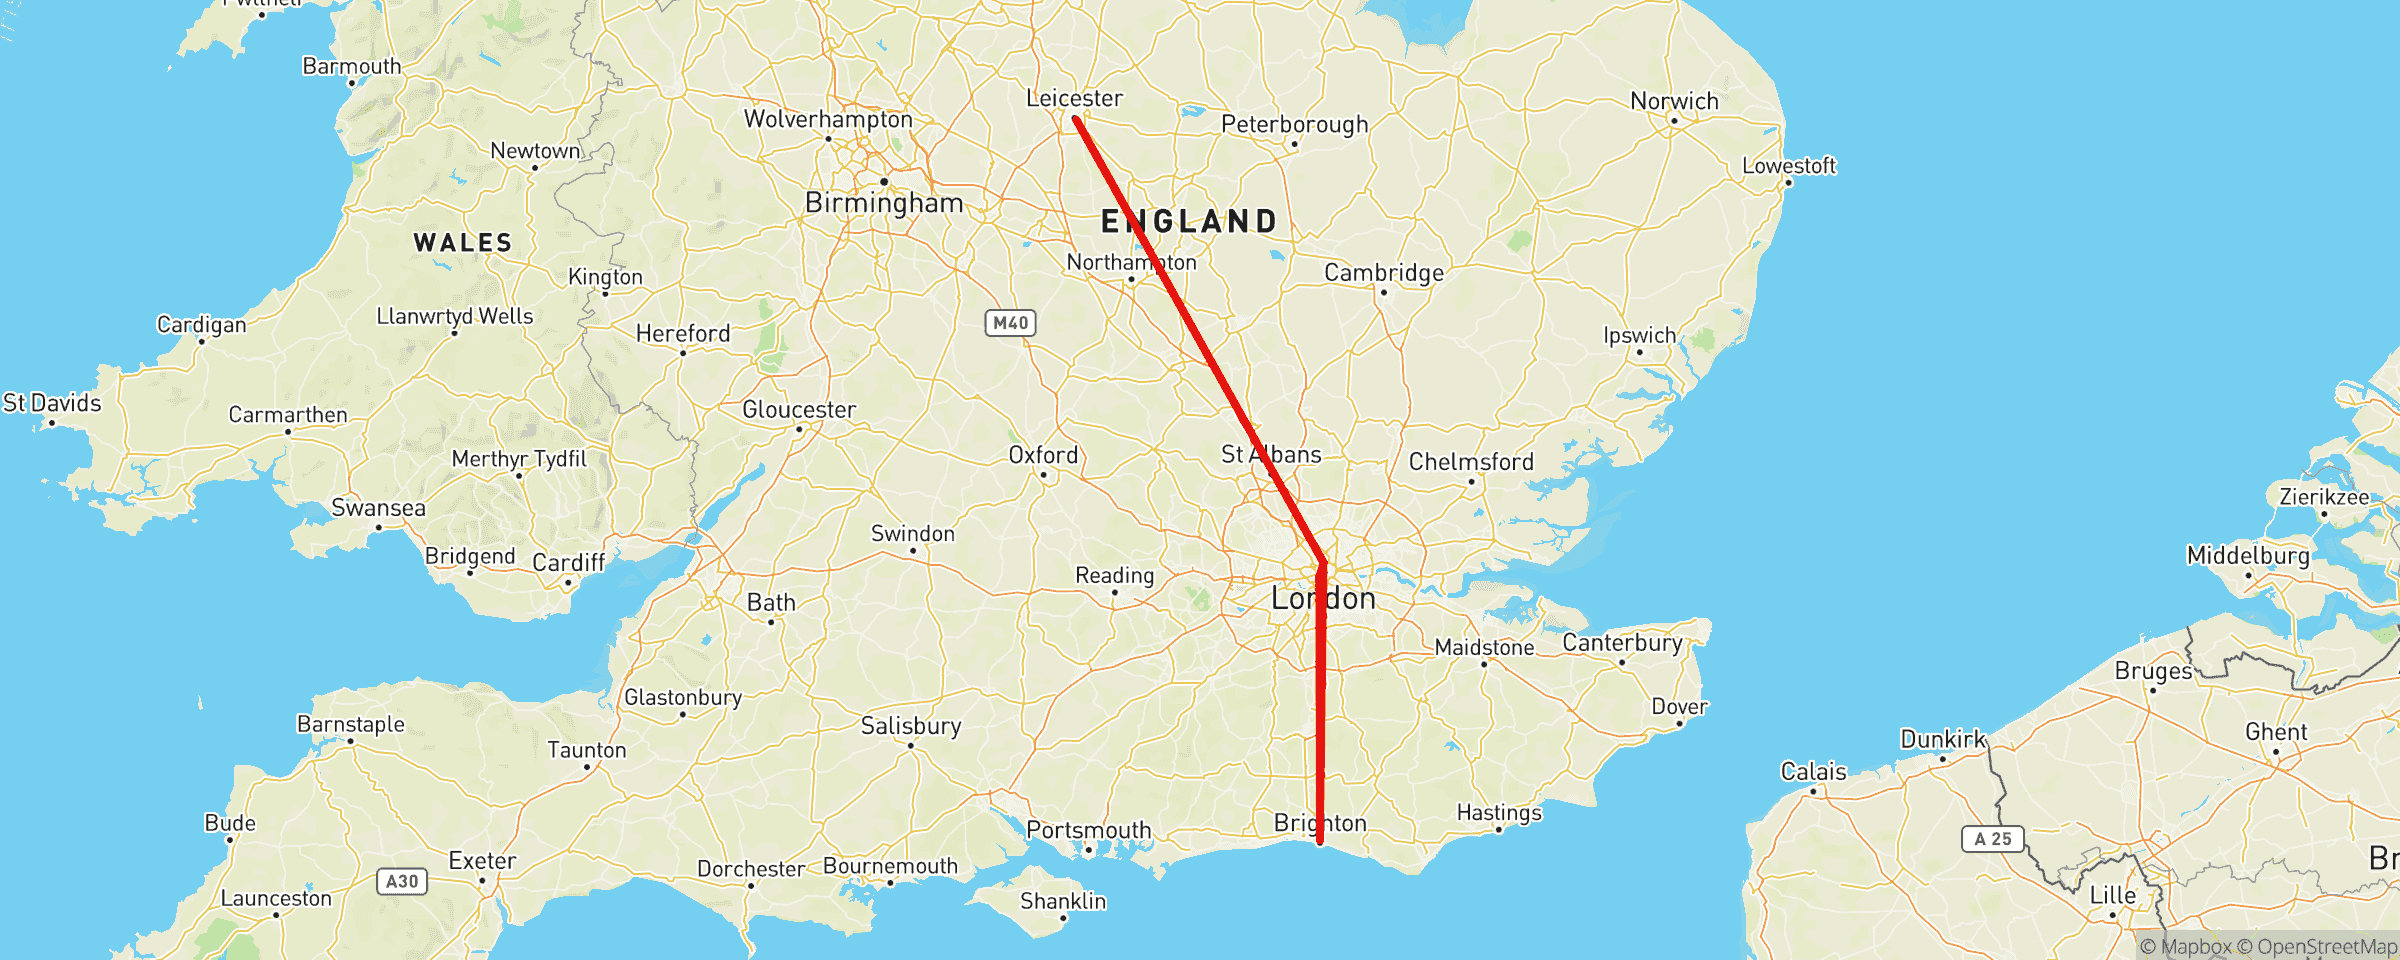 Barmouth
Leicester
Norwich
Wolverhampton
Peterborough
Newtown
Lowestoft
Birmingham
ENGLAND
WALES
Northampton
Kington
Cambridge
Cardigan
Llanwrtyd Wells
M40
Hereford
Ipswich
St Davids
Carmarthen
Gloucester
Merthyr Tydfil
Oxford
St Albans
Chelmsford
Swansea
Zierikzee
Swindon
Bridgend
Cardiff
Middelburg
Reading
Bath
London
Maidstone
Canterbury
Bruges
Glastonbury
Barnstaple
Salisbury
Dover
Taunton
Dunkirk
Ghent
Calais
Bude
Portsmouth
Brighton
Hastings
A 25
Exeter
Dorchester
Bournemouth
Br
A30
Launceston
Shanklin
Lille
© Mapbox © OpenStreetMap